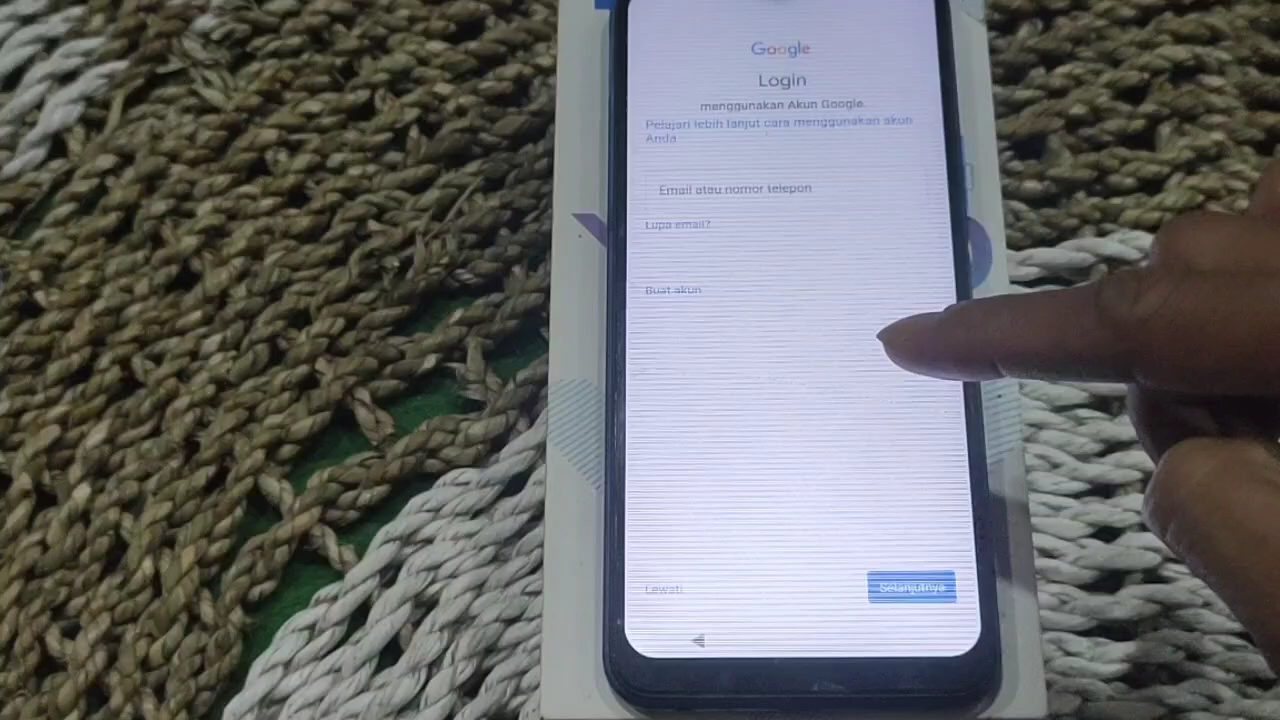 Google
Login
menggunakan Akun Google.
Pelajari lebih lanjut cara menggunakan akun
Anda
Email atau nomor telepon
Lupa email?
Buat akun
Lewati
Selanjutnya